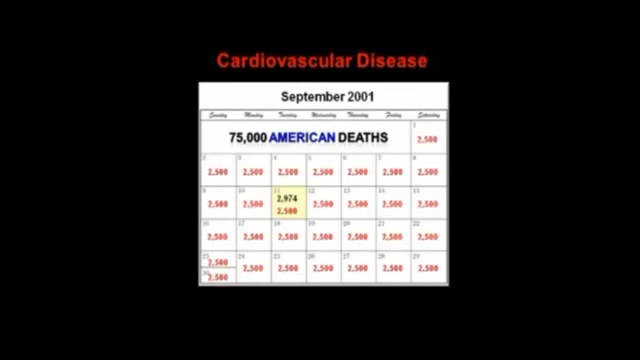 Cardiovascular Disease
September 2001
Sunday Monday Tuesday Wednesday Thursday Friday Saturday
75,000 AMERICAN DEATHS
1
2,500
2 3 4 5 6 7 8
2,500 2,500 2,500 2,500 2,500 2,500 2,500
9 10 11 12 13 14 15
2,974
2,500 2,500 2,500 2,500 2,500 2,500 2,500
16 17 18 19 20 21 22
2,500 2,500 2,500 2,500 2,500 2,500 2,500
23 24 25 26 27 28 29
2,500 2,500 2,500 2,500 2,500 2,500 2,500
30
2,500